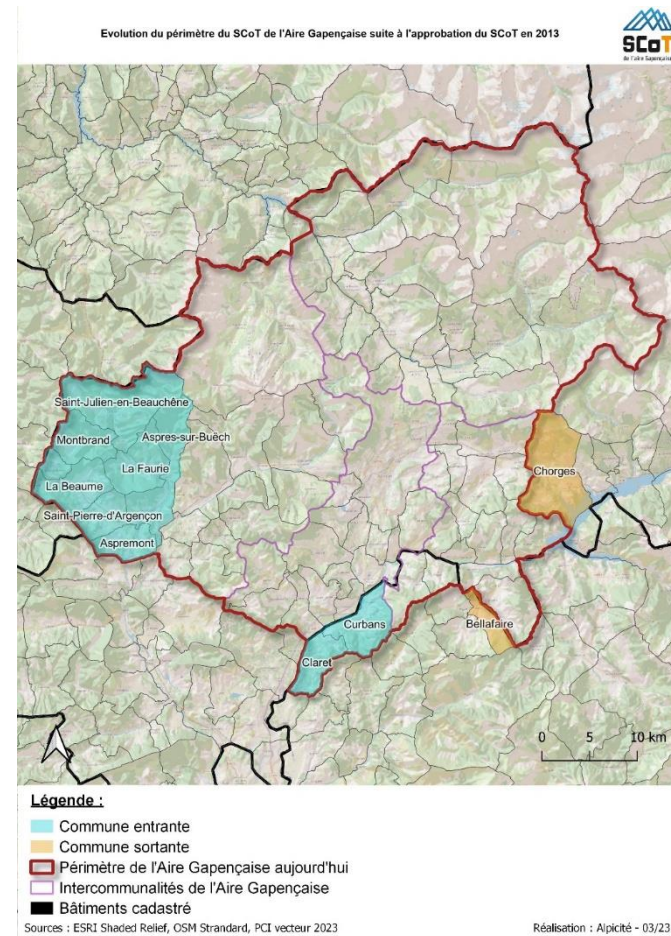 Evolution du périmètre du SCoT de l'Aire Gapençaise suite à l'approbation du SCoT en 2013
SCoT
de l'Aire Gapençaise
Saint-Julien-en-Beauchêne
Montbrand
Aspres-sur-Buëch
La Faurie
La Beaume
Saint-Pierre-d'Argençon
Aspremont
Chorges
Curbans
Bellafaire
Claret
0 5 10 km
Légende :
Commune entrante
Commune sortante
Périmètre de l'Aire Gapençaise aujourd'hui
Intercommunalités de l'Aire Gapençaise
Bâtiments cadastré
Sources : ESRI Shaded Relief, OSM Strandard, PCI vecteur 2023
Réalisation : Alpicité - 03/23